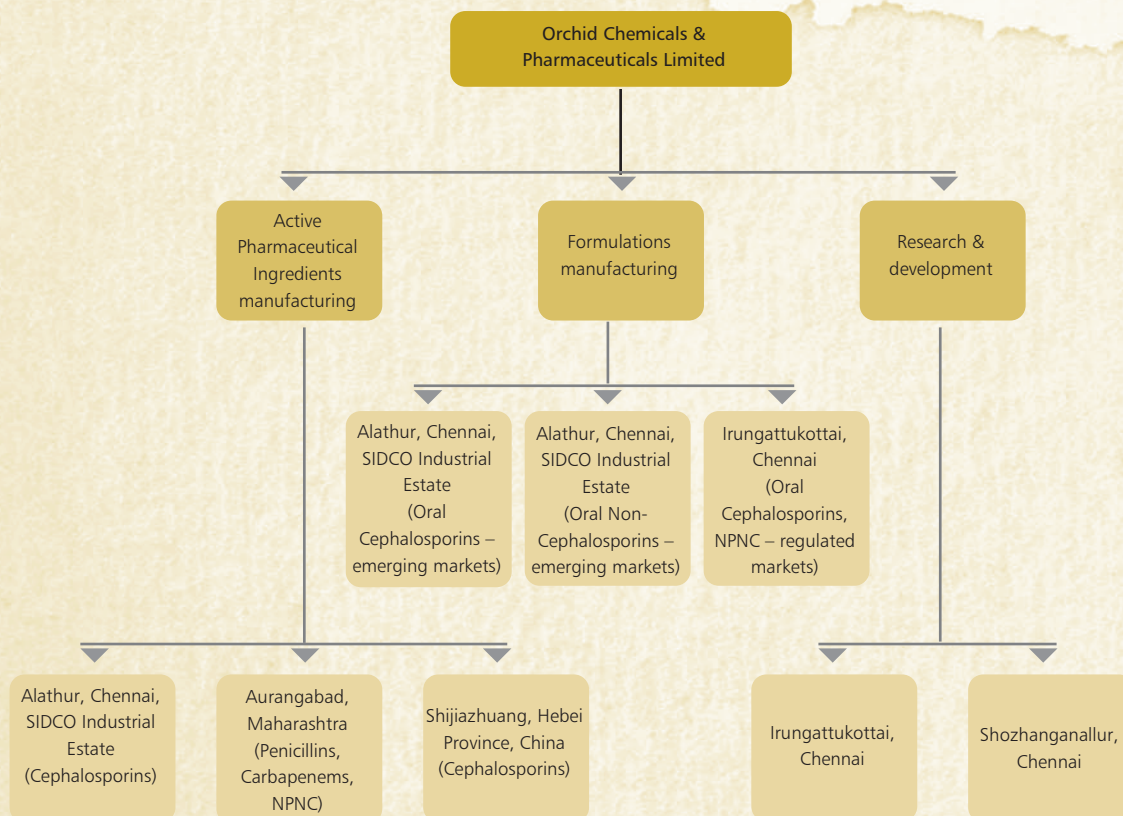 Orchid Chemicals &
Pharmaceuticals Limited
Active
Pharmaceutical
Ingredients
manufacturing
Formulations
manufacturing
Research &
development
Alathur, Chennai,
SIDCO Industrial
Estate
(Oral
Cephalosporins –
emerging markets)
Alathur, Chennai,
SIDCO Industrial
Estate
(Oral Non-
Cephalosporins –
emerging markets)
Irungattukottai,
Chennai
(Oral
Cephalosporins,
NPNC – regulated
markets)
Alathur, Chennai,
SIDCO Industrial
Estate
(Cephalosporins)
Aurangabad,
Maharashtra
(Penicillins,
Carbapenems,
NPNC)
Shijiazhuang, Hebei
Province, China
(Cephalosporins)
Irungattukottai,
Chennai
Shozhanganallur,
Chennai